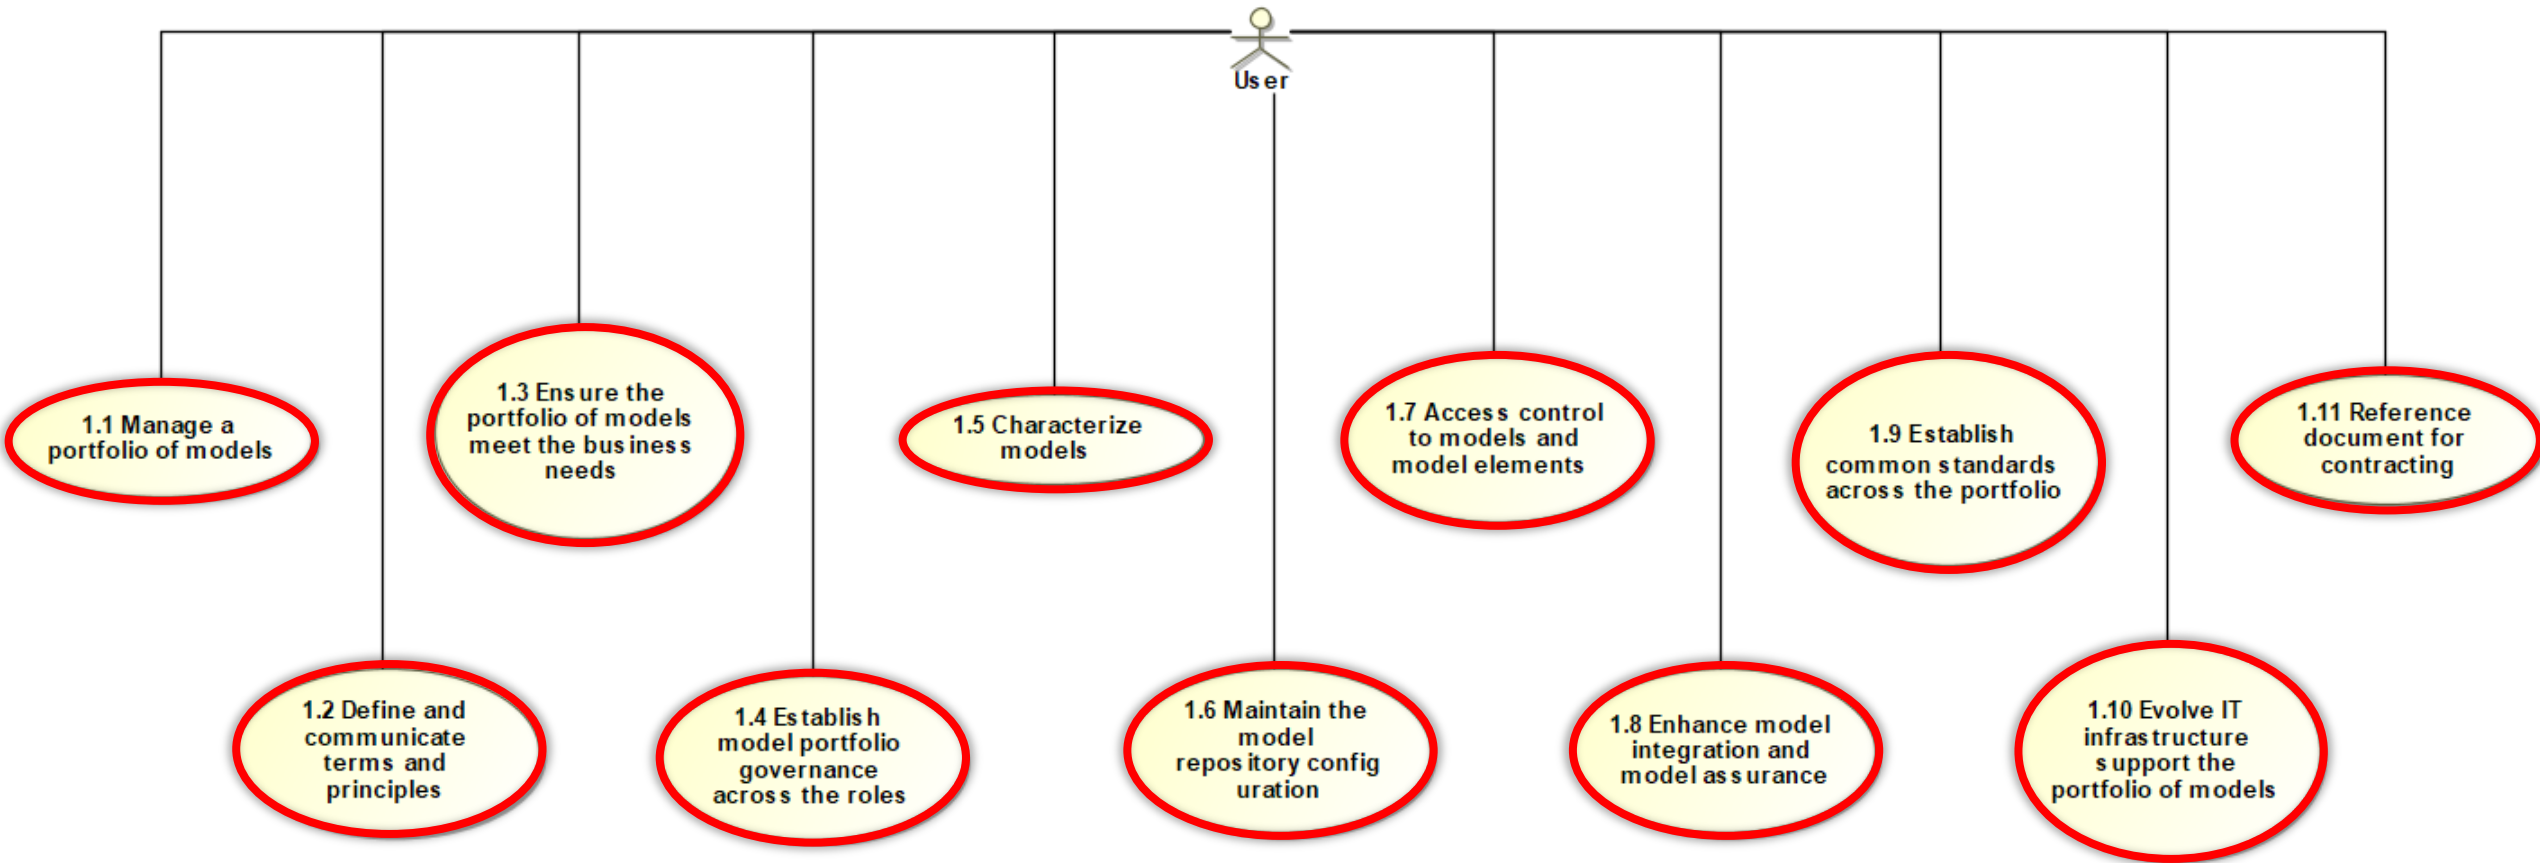 User
1.1 Manage a
portfolio of models
1.2 Define and
communicate
terms and
principles
1.3 Ensure the
portfolio of models
meet the business
needs
1.4 Establish
model portfolio
governance
across the roles
1.5 Characterize
models
1.6 Maintain the
model
repository config
uration
1.7 Access control
to models and
model elements
1.8 Enhance model
integration and
model assurance
1.9 Establish
common standards
across the portfolio
1.10 Evolve IT
infrastructure
support the
portfolio of models
1.11 Reference
document for
contracting